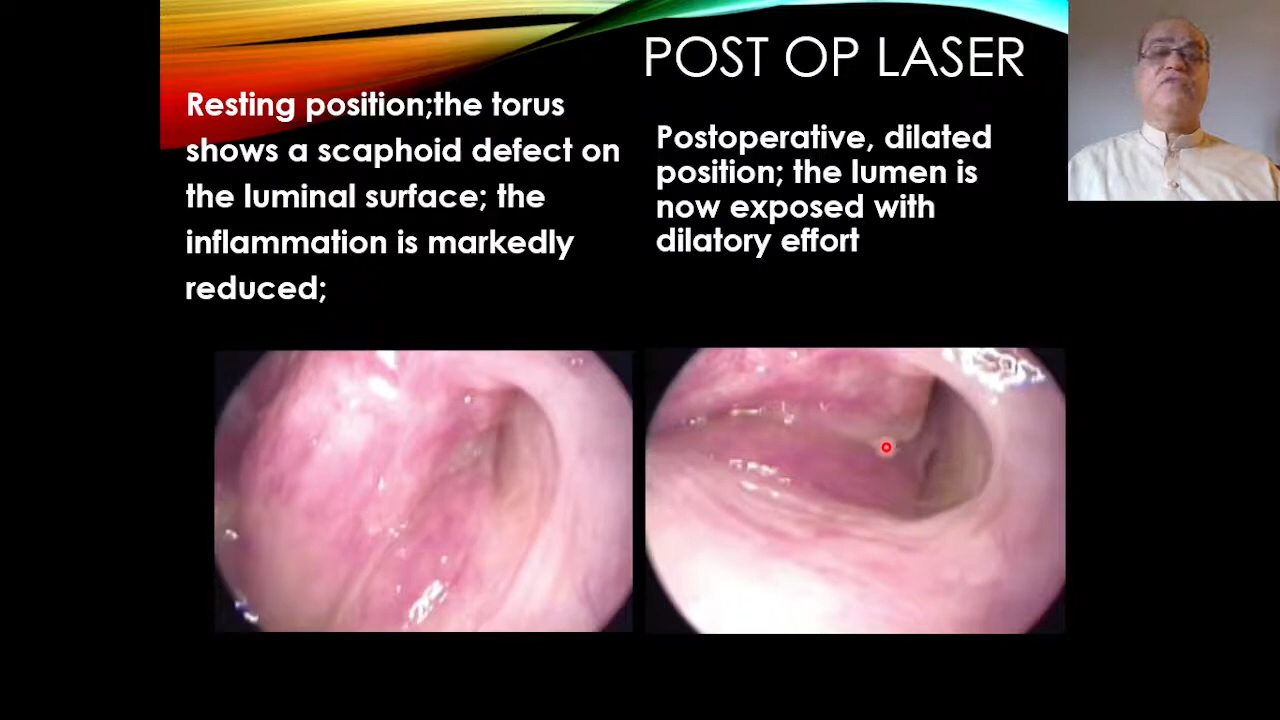 POST OP LASER
Resting position;the torus
shows a scaphoid defect on
the luminal surface; the
inflammation is markedly
reduced;
Postoperative, dilated
position; the lumen is
now exposed with
dilatory effort